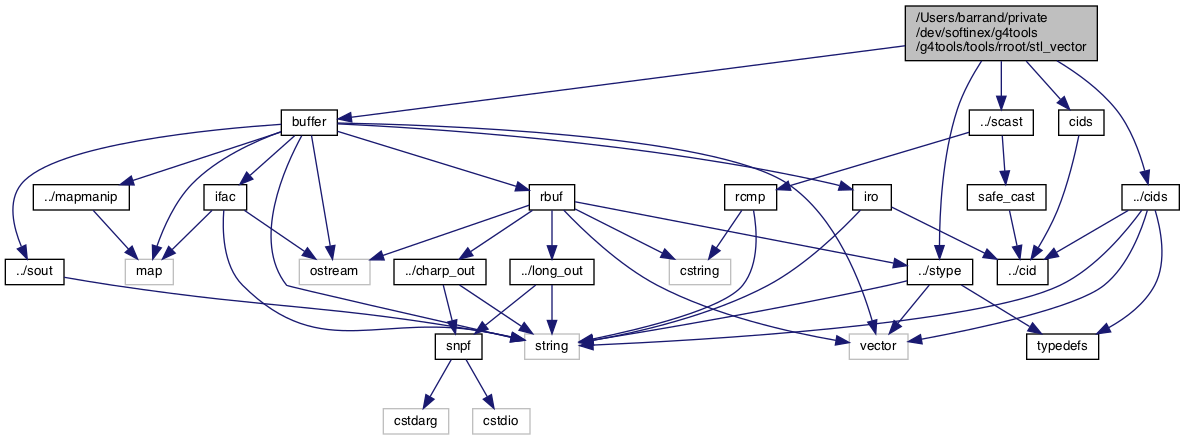 /Users/barrand/private
/dev/softinex/g4tools
/g4tools/tools/rroot/stl_vector
buffer
../scast
cids
../mapmanip
ifac
rbuf
rcmp
iro
safe_cast
../cids
../sout
map
ostream
../charp_out
../long_out
cstring
../stype
../cid
snpf
string
vector
typedefs
cstdarg
cstdio